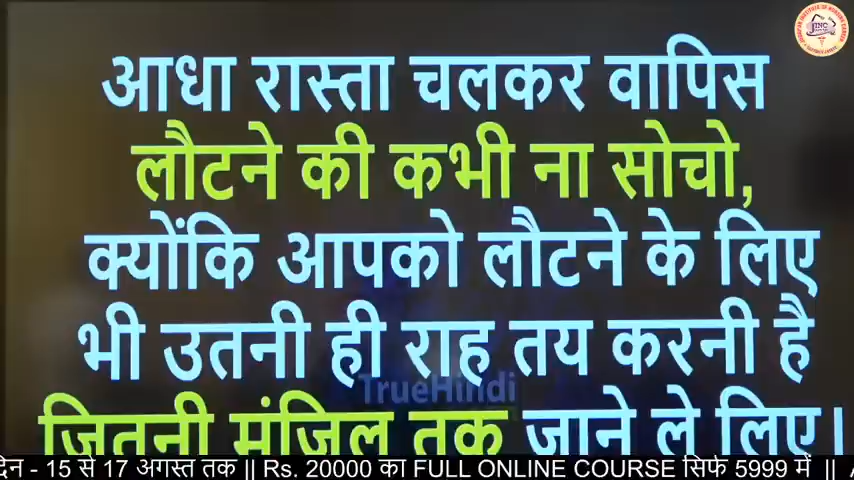 आधा रास्ता चलकर वापिस
लौटने की कभी ना सोचो,
क्योंकि आपको लौटने के लिए
भी उतनी ही राह तय करनी है
TrueHindi
जितनी मंजिल तक जाने ले लिए।
दिन - 15 से 17 अगस्त तक || Rs. 20000 का FULL ONLINE COURSE सिर्फ 5999 में ||